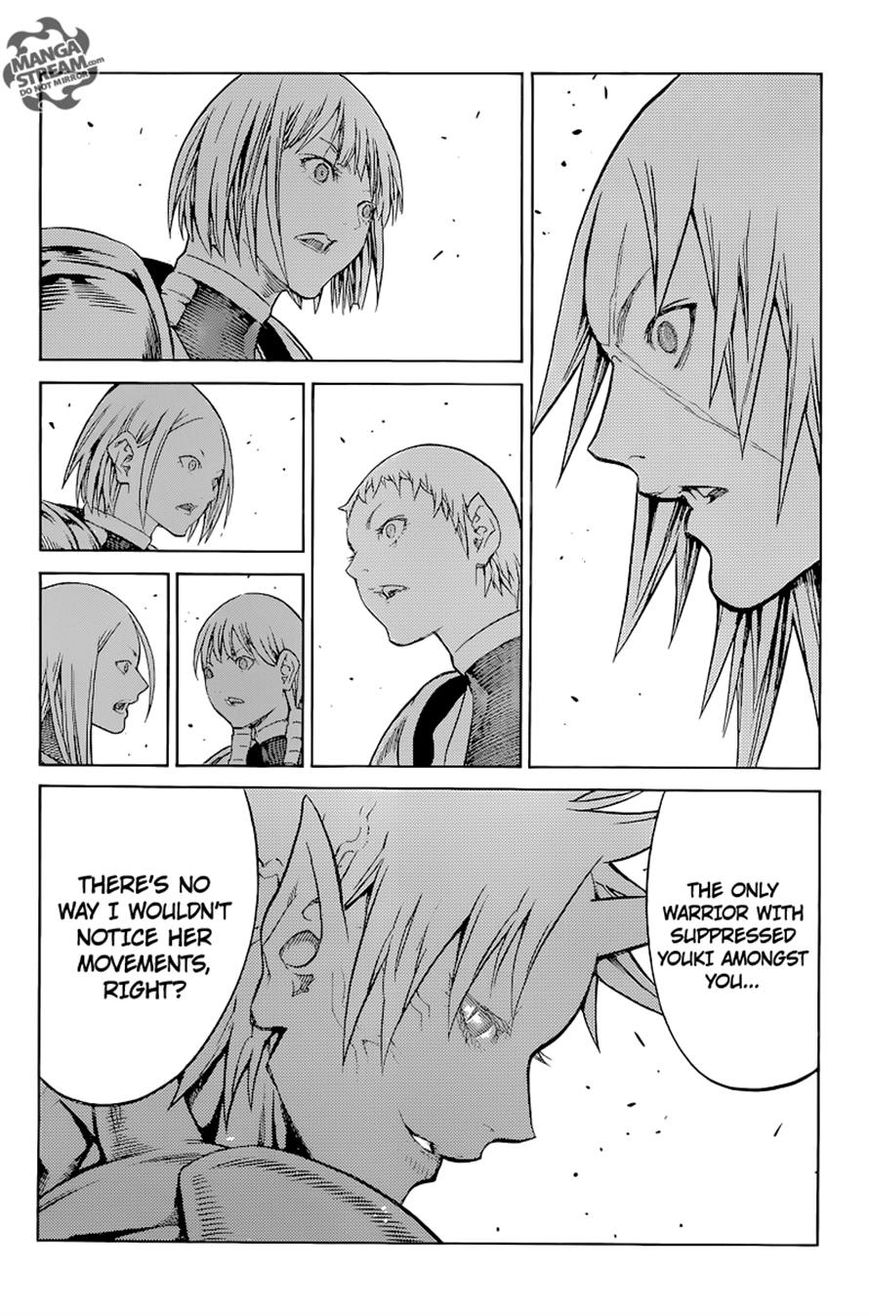 MANGA
STREAM.com
DO NOT MIRROR
THE ONLY
WARRIOR WITH
SUPPRESSED
YOUKI AMONGST
YOU...
THERE'S NO
WAY I WOULDN'T
NOTICE HER
MOVEMENTS,
RIGHT?